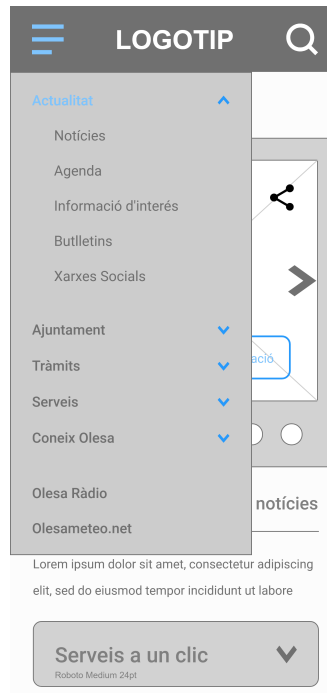 LOGOTIP
Actualitat
Notícies
Agenda
Informació d'interés
Butlletins
Xarxes Socials
ació
Ajuntament
Tràmits
Serveis
Coneix Olesa
Olesa Ràdio
notícies
Olesameteo.net
Lorem ipsum dolor sit amet, consectetur adipiscing
elit, sed do eiusmod tempor incididunt ut labore
Serveis a un clic
Roboto Medium 24pt